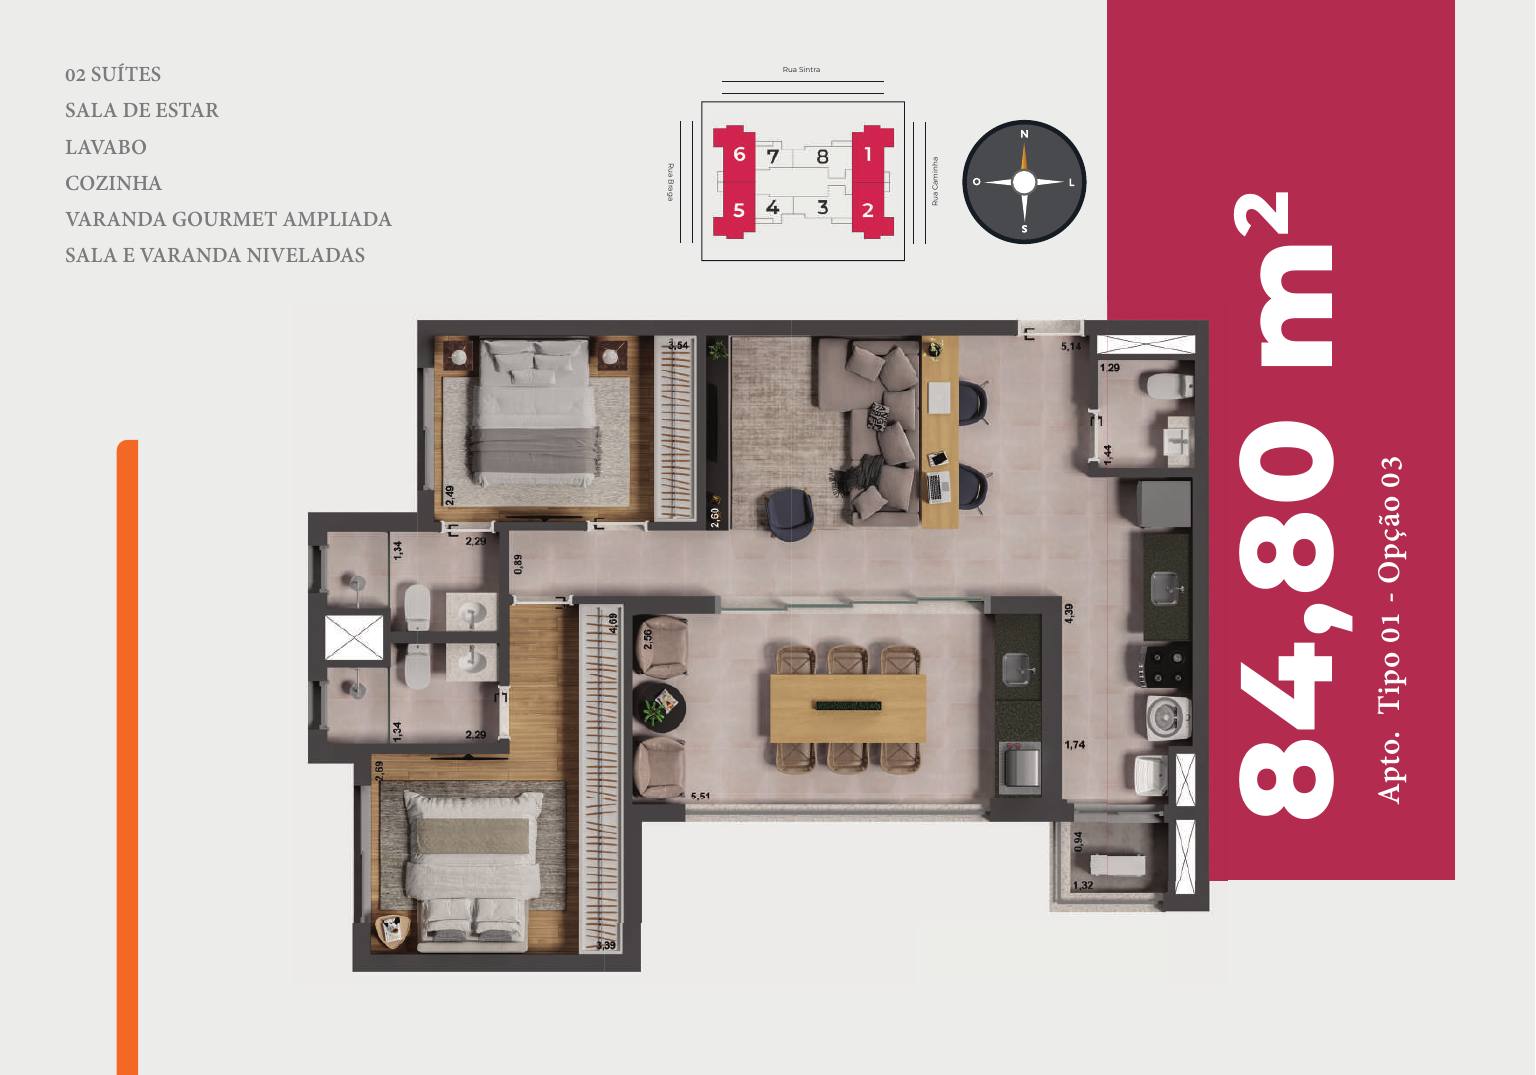 02 SUÍTES
SALA DE ESTAR
LAVABO
COZINHA
VARANDA GOURMET AMPLIADA
SALA E VARANDA NIVELADAS
Rua Sintra
Rua Braga
6
7
8
1
5
4
3
2
Rua Caminha
N
O
L
S
84,80 m²
Apto. Tipo 01 - Opção 03
3,54
5,14
1,29
1,44
2,49
2,60
2,29
1,34
0,89
4,69
2,56
4,39
1,34
2,29
1,74
2,69
5,51
0,94
1,32
3,39